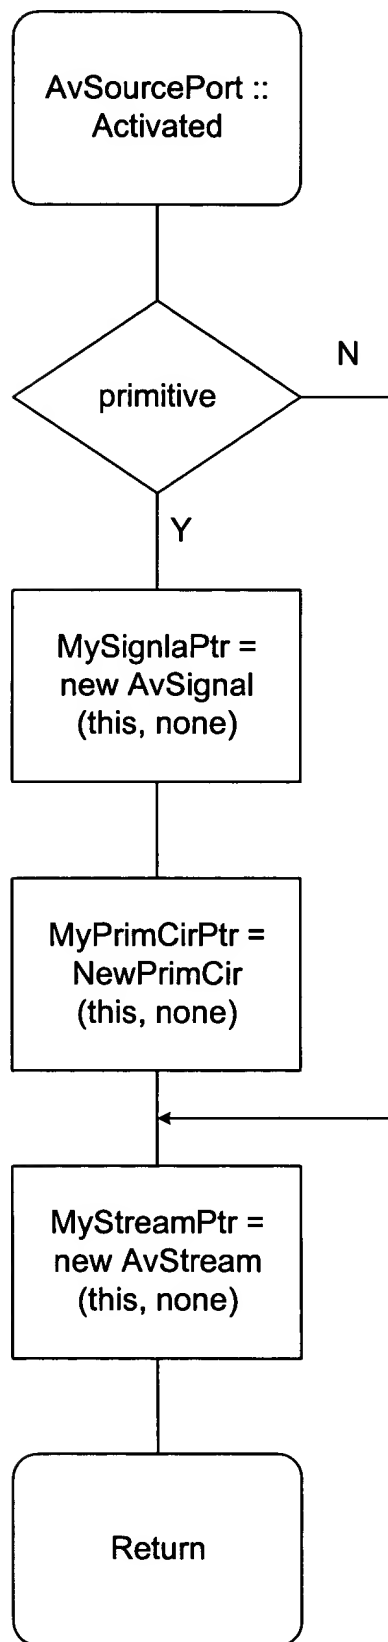 AvSourcePort ::
Activated
primitive
N
Y
MySignlaPtr =
new AvSignal
(this, none)
MyPrimCirPtr =
NewPrimCir
(this, none)
MyStreamPtr =
new AvStream
(this, none)
Return